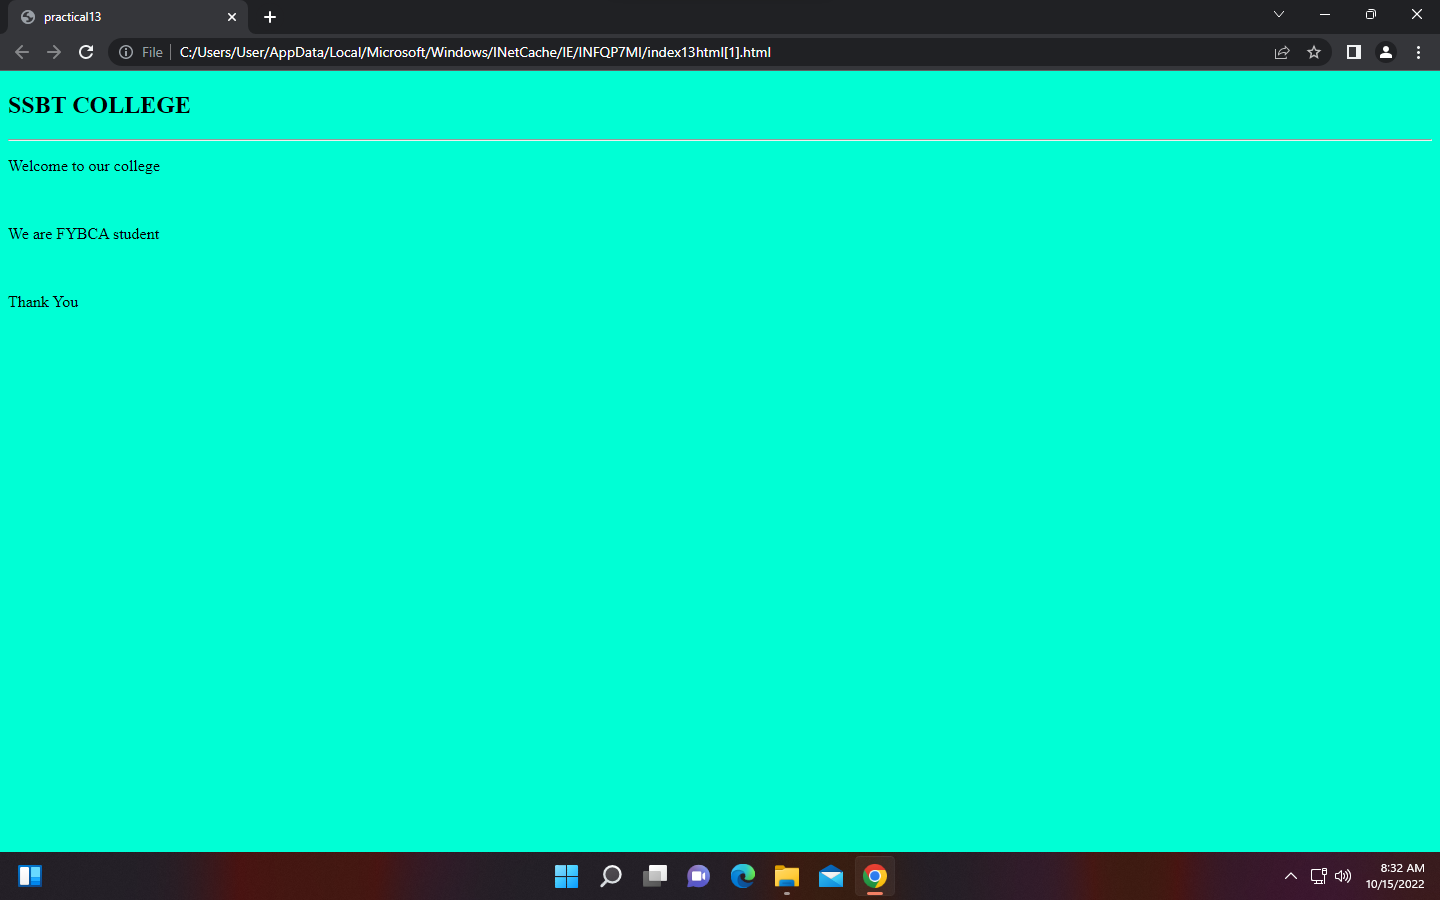 practical13
File
C:/Users/User/AppData/Local/Microsoft/Windows/INetCache/IE/INFQP7MI/index13html[1].html
SSBT COLLEGE
Welcome to our college
We are FYBCA student
Thank You
8:32 AM
10/15/2022